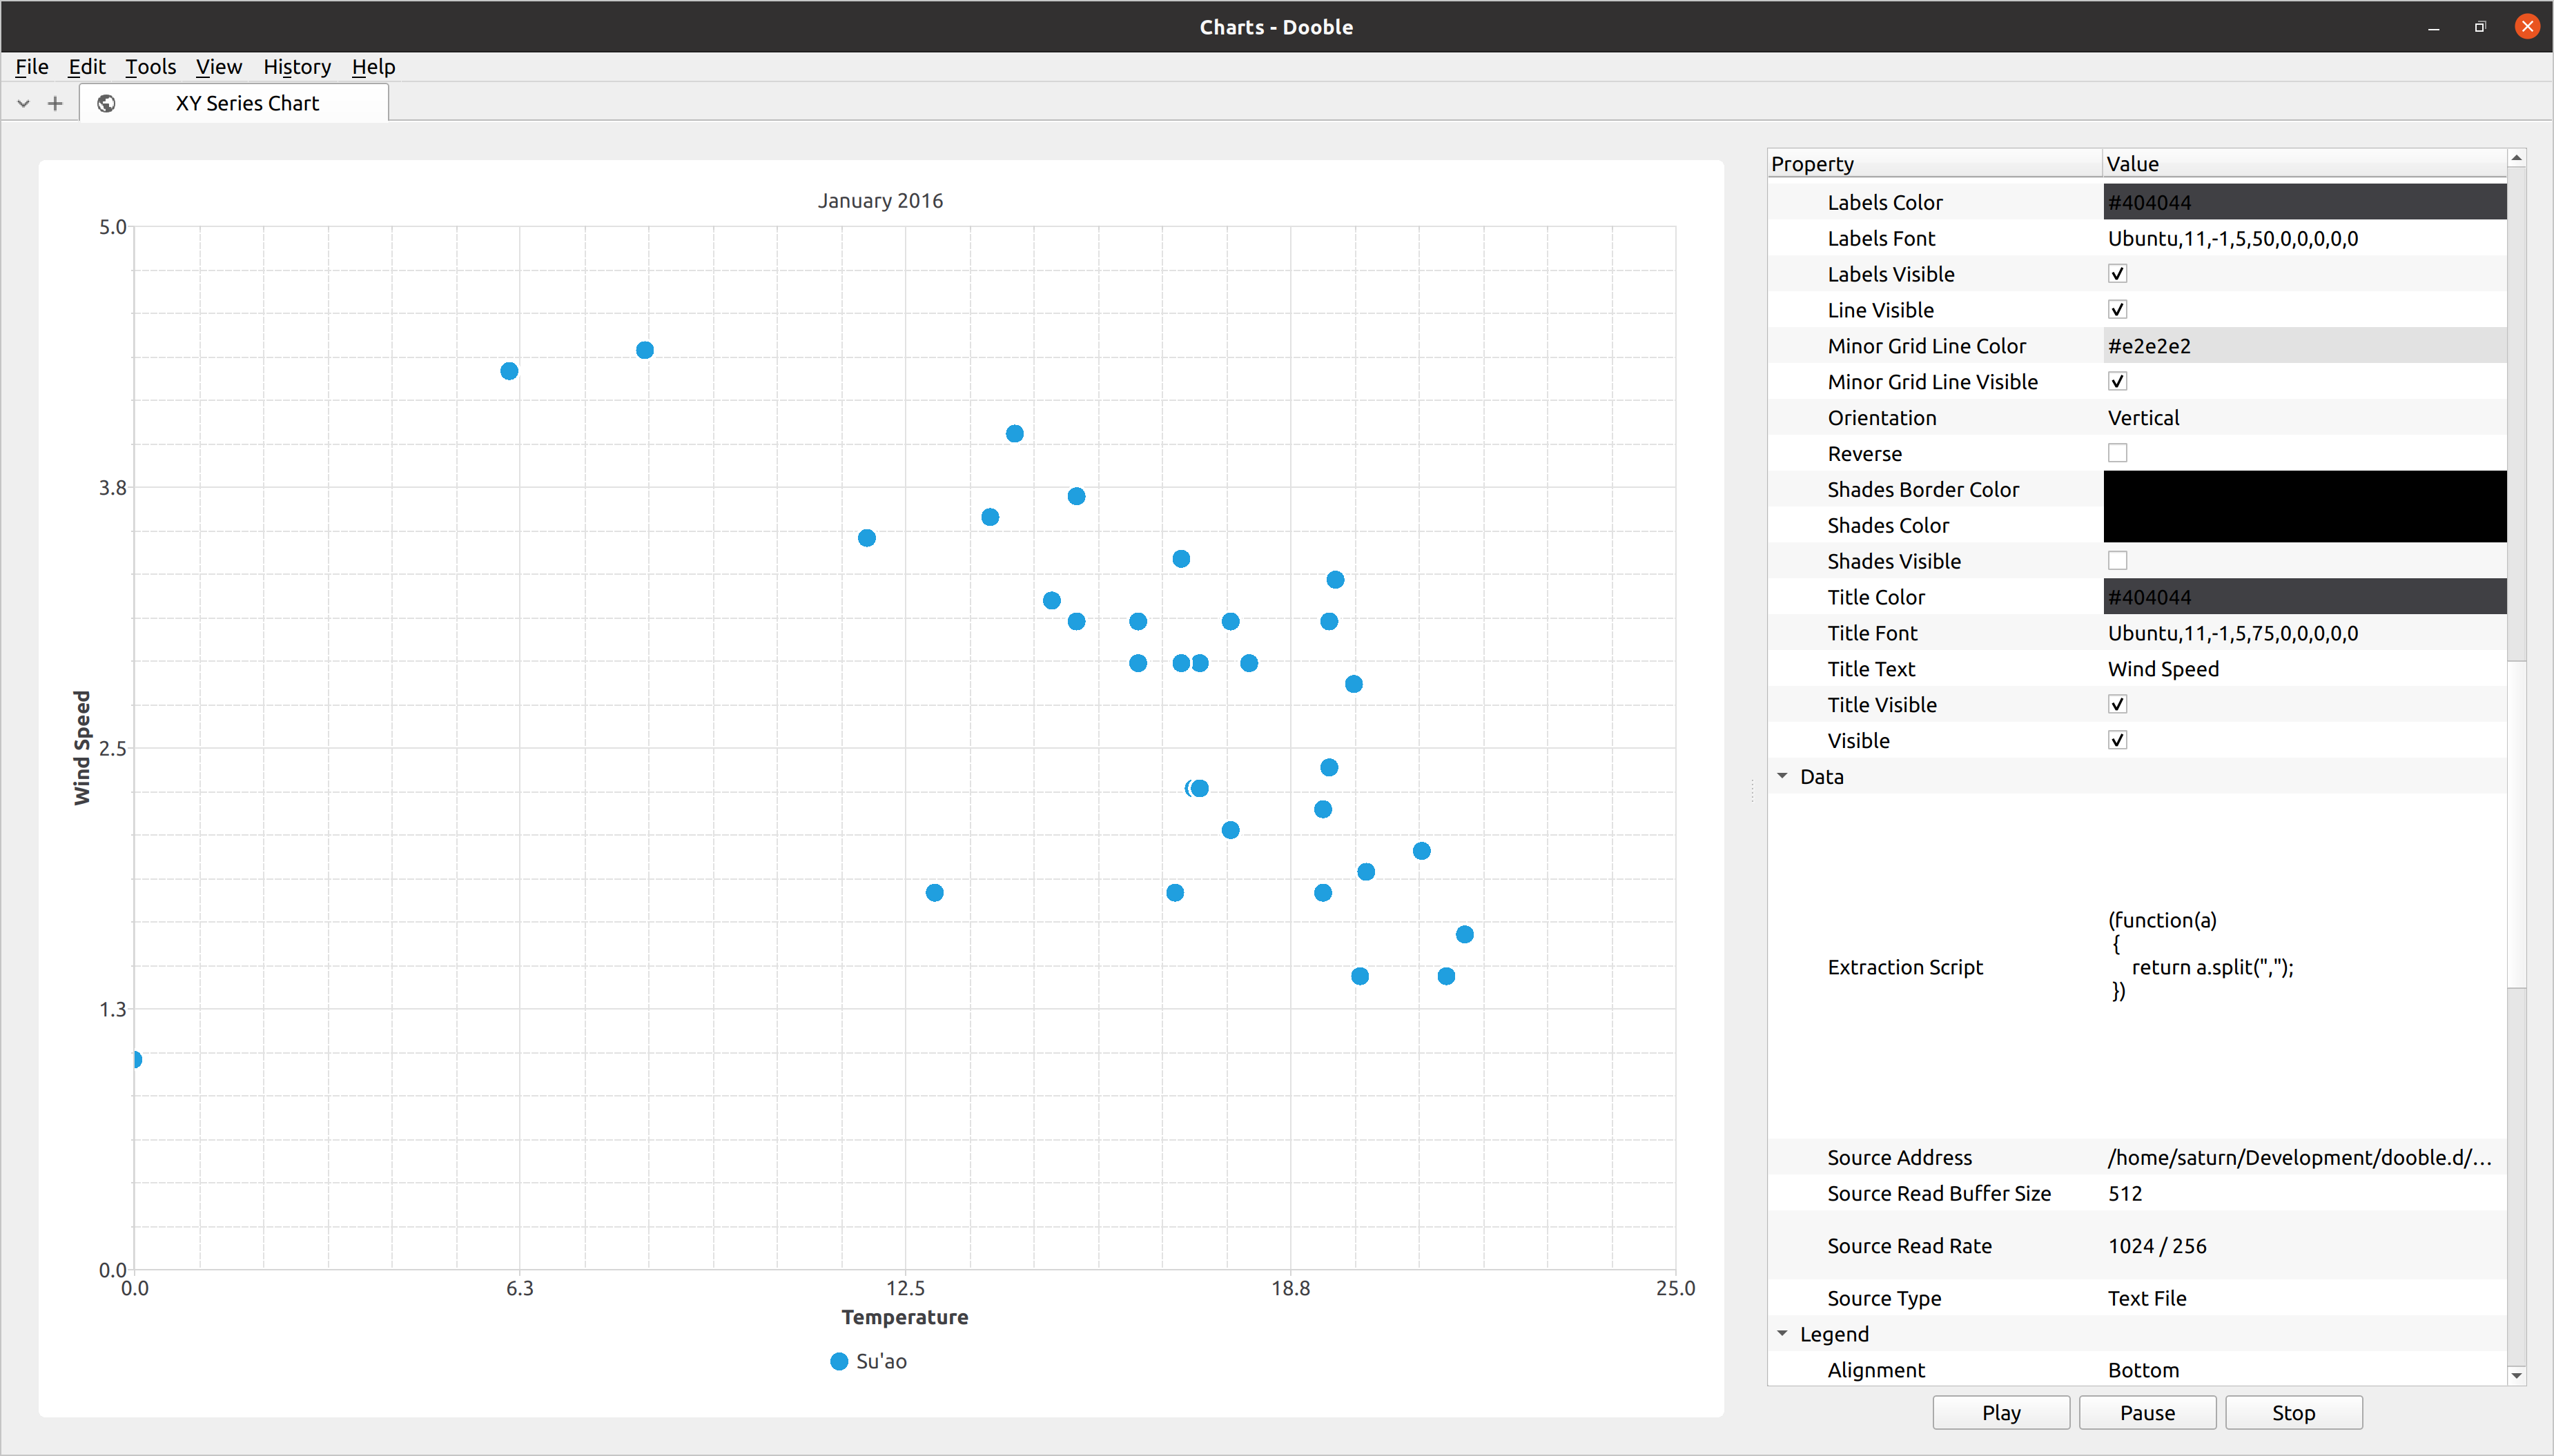 Charts - Dooble
File Edit Tools View History Help
XY Series Chart
January 2016
5.0
3.8
2.5
1.3
0.0
Wind Speed
0.0 6.3 12.5 18.8 25.0
Temperature
Su'ao
Property Value
Labels Color #404044
Labels Font Ubuntu,11,-1,5,50,0,0,0,0,0
Labels Visible
Line Visible
Minor Grid Line Color #e2e2e2
Minor Grid Line Visible
Orientation Vertical
Reverse
Shades Border Color
Shades Color
Shades Visible
Title Color #404044
Title Font Ubuntu,11,-1,5,75,0,0,0,0,0
Title Text Wind Speed
Title Visible
Visible
Data
Extraction Script
(function(a)
{
return a.split(",");
})
Source Address /home/saturn/Development/dooble.d/...
Source Read Buffer Size 512
Source Read Rate 1024 / 256
Source Type Text File
Legend
Alignment Bottom
Play Pause Stop